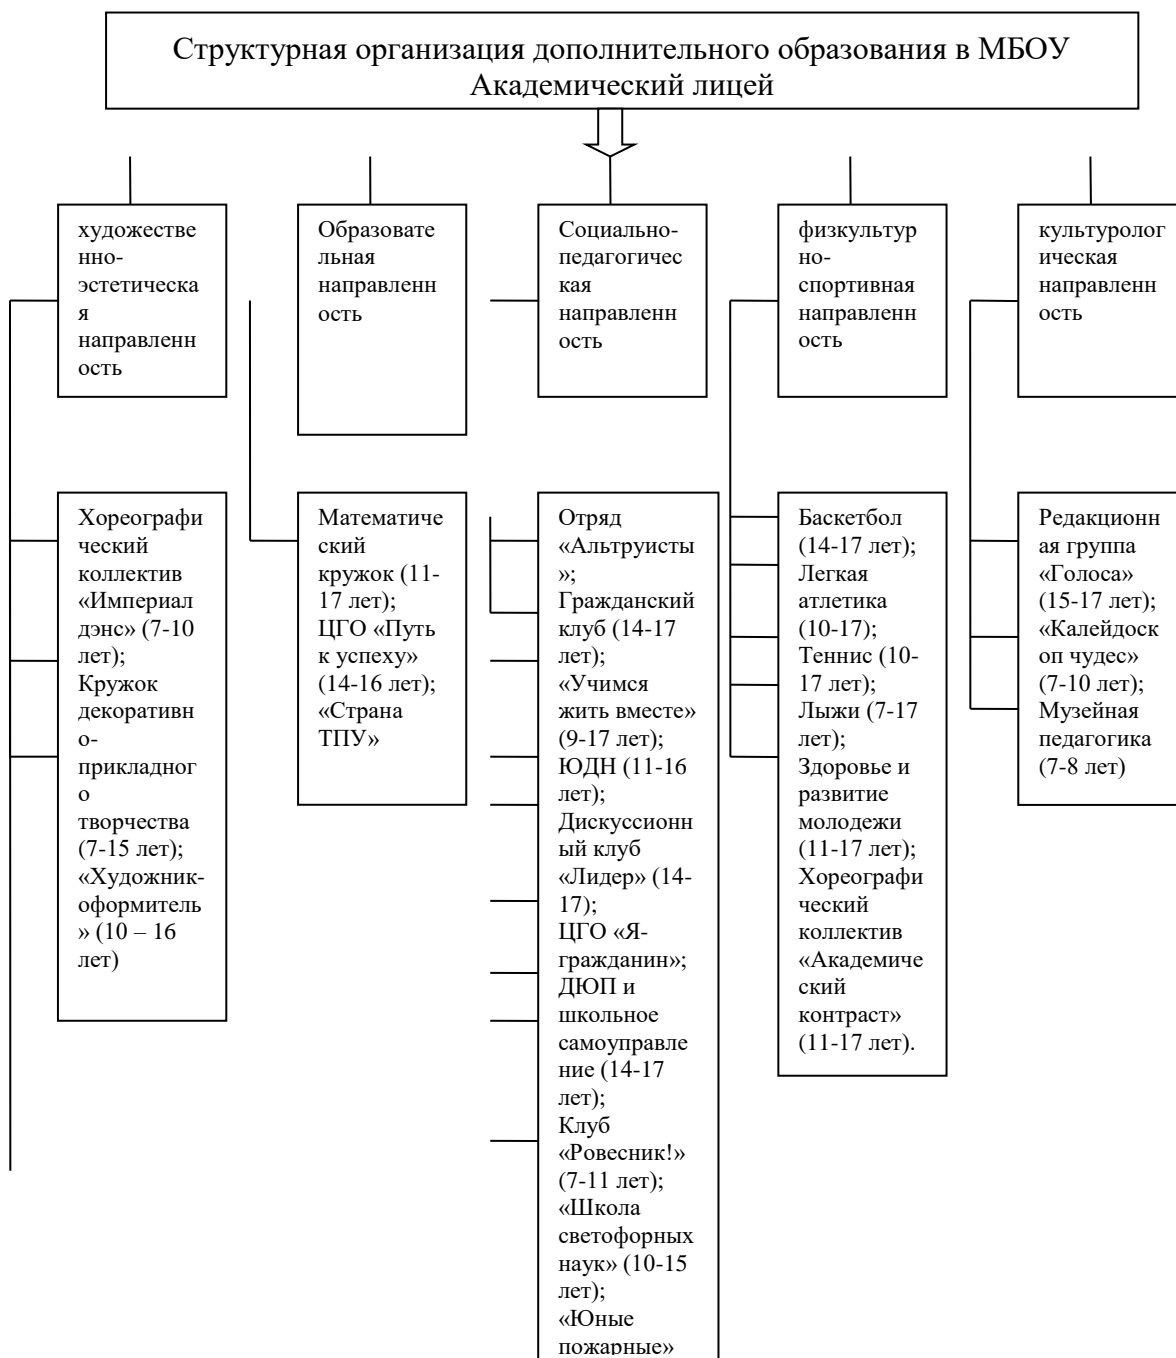 Структурная организация дополнительного образования в МБОУ
Академический лицей
художестве
нно-
эстетическа
я
направленн
ость
Образовате
льная
направленн
ость
Социально-
педагогичес
кая
направленн
ость
физкультур
но-
спортивная
направленн
ость
культуролог
ическая
направленн
ость
Хореографи
ческий
коллектив
«Империал
дэнс» (7-10
лет);
Кружок
декоративн
о-
прикладног
о
творчества
(7-15 лет);
«Художник-
оформитель
» (10 – 16
лет)
Математиче
ский
кружок (11-
17 лет);
ЦГО «Путь
к успеху»
(14-16 лет);
«Страна
ТПУ»
Отряд
«Альтруисты
»;
Гражданский
клуб (14-17
лет);
«Учимся
жить вместе»
(9-17 лет);
ЮДН (11-16
лет);
Дискуссионн
ый клуб
«Лидер» (14-
17);
ЦГО «Я-
гражданин»;
ДЮП и
школьное
самоуправле
ние (14-17
лет);
Клуб
«Ровесник!»
(7-11 лет);
«Школа
светофорных
наук» (10-15
лет);
«Юные
пожарные»
Баскетбол
(14-17 лет);
Легкая
атлетика
(10-17);
Теннис (10-
17 лет);
Лыжи (7-17
лет);
Здоровье и
развитие
молодежи
(11-17 лет);
Хореографи
ческий
коллектив
«Академиче
ский
контраст»
(11-17 лет).
Редакционн
ая группа
«Голоса»
(15-17 лет);
«Калейдоск
оп чудес»
(7-10 лет);
Музейная
педагогика
(7-8 лет)